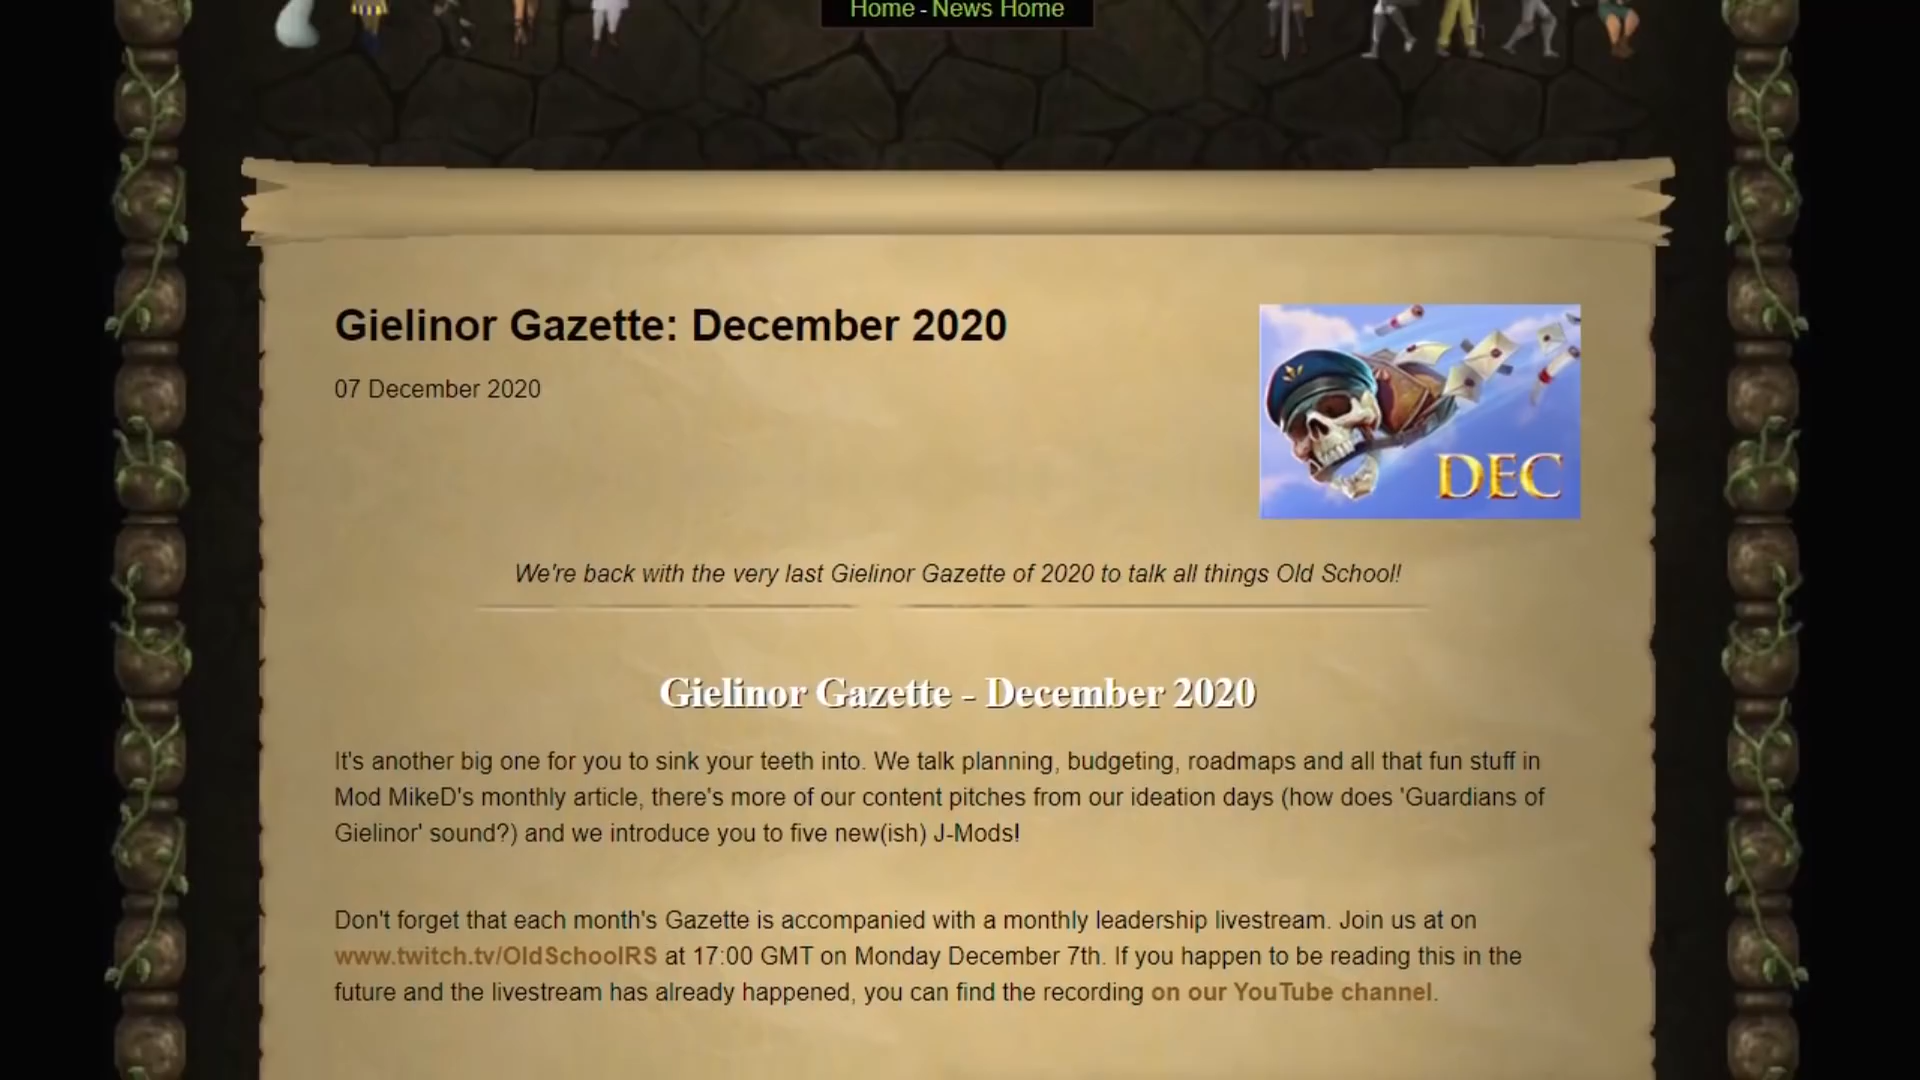 Home - News Home
Gielinor Gazette: December 2020
07 December 2020
DEC
We're back with the very last Gielinor Gazette of 2020 to talk all things Old School!
Gielinor Gazette - December 2020
It's another big one for you to sink your teeth into. We talk planning, budgeting, roadmaps and all that fun stuff in
Mod MikeD's monthly article, there's more of our content pitches from our ideation days (how does 'Guardians of
Gielinor' sound?) and we introduce you to five new(ish) J-Mods!
Don't forget that each month's Gazette is accompanied with a monthly leadership livestream. Join us at on
www.twitch.tv/OldSchoolRS at 17:00 GMT on Monday December 7th. If you happen to be reading this in the
future and the livestream has already happened, you can find the recording on our YouTube channel.